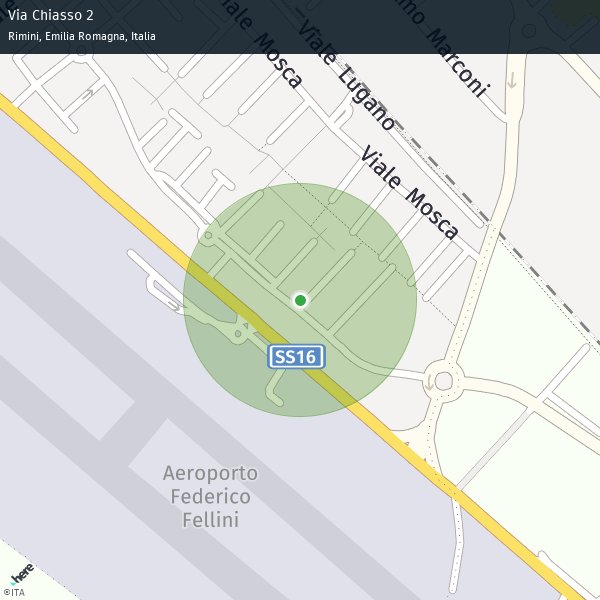 Via Chiasso 2
Rimini, Emilia Romagna, Italia
Viale Mosca
Viale Lugano
Marconi
Viale Mosca
SS16
Aeroporto
Federico
Fellini
here
©ITA